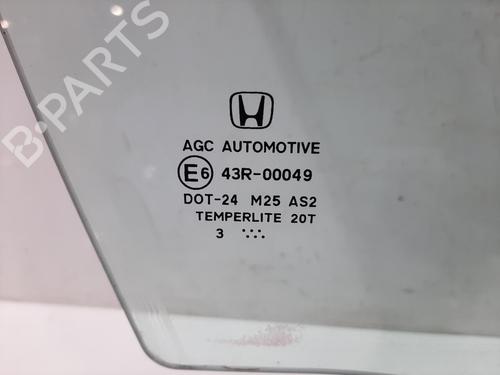 B-PARTS
AGC AUTOMOTIVE
E6 43R-00049
DOT-24 M25 AS2
TEMPERLITE 20T
3